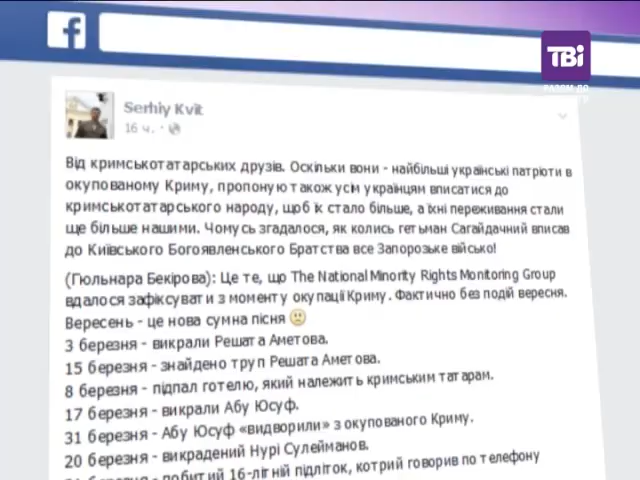 f
ТВі
РАЗОМ ДО
Serhiy Kvit
16 ч. ·
Від кримськотатарських друзів. Оскільки вони - найбільші українські патріоти в
окупованому Криму, пропоную також усім українцям вписатися до
кримськотатарського народу, щоб їх стало більше, а їхні переживання стали
ще більше нашими. Чомусь згадалося, як колись гетьман Сагайдачний вписав
до Київського Богоявленського Братства все Запорозьке військо!
(Гюльнара Бекірова): Це те, що The National Minority Rights Monitoring Group
вдалося зафіксувати з моменту окупації Криму. Фактично без подій вересня.
Вересень - це нова сумна пісня
3 березня - викрали Решата Аметова.
15 березня - знайдено труп Решата Аметова.
8 березня - підпал готелю, який належить кримським татарам.
17 березня - викрали Абу Юсуф.
31 березня - Абу Юсуф «видворили» з окупованого Криму.
20 березня - викрадений Нурі Сулейманов.
березня - побитий 16-літній підліток, котрий говорив по телефону